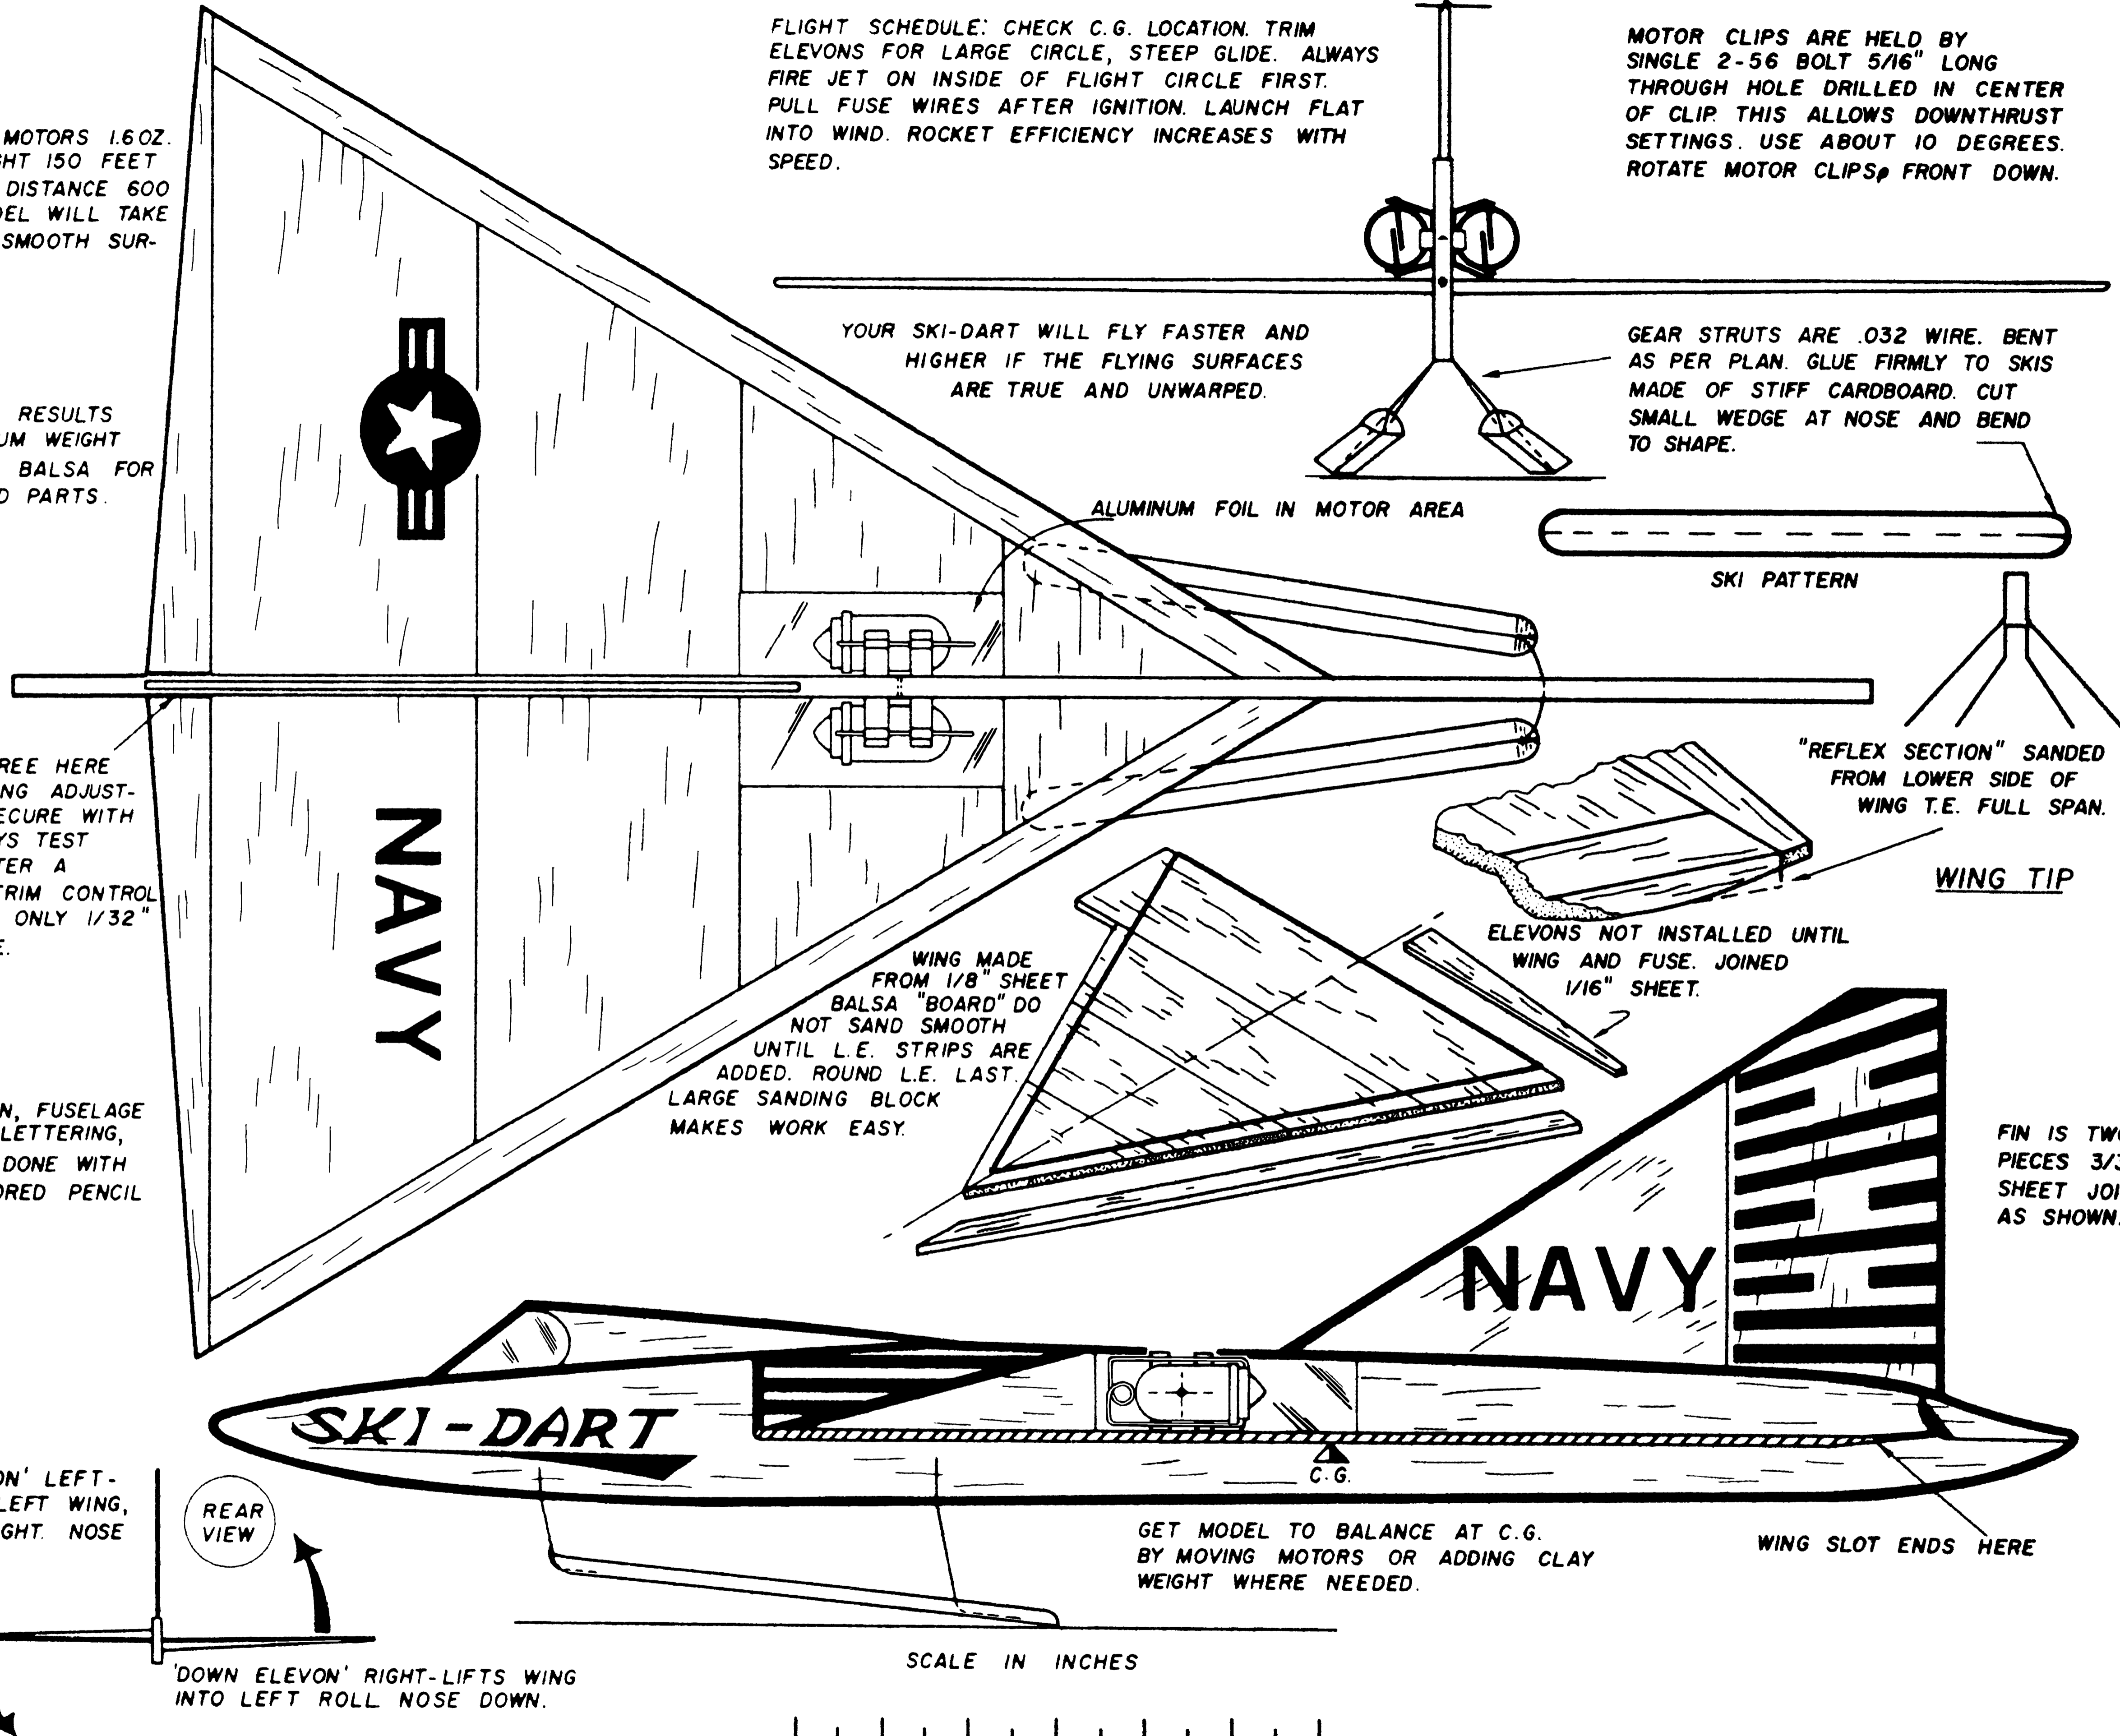 FLIGHT SCHEDULE: CHECK C.G. LOCATION. TRIM
ELEVONS FOR LARGE CIRCLE, STEEP GLIDE. ALWAYS
FIRE JET ON INSIDE OF FLIGHT CIRCLE FIRST.
PULL FUSE WIRES AFTER IGNITION. LAUNCH FLAT
INTO WIND. ROCKET EFFICIENCY INCREASES WITH
SPEED.
MOTOR CLIPS ARE HELD BY
SINGLE 2-56 BOLT 5/16" LONG
THROUGH HOLE DRILLED IN CENTER
OF CLIP. THIS ALLOWS DOWNTHRUST
SETTINGS. USE ABOUT 10 DEGREES.
ROTATE MOTOR CLIPS, FRONT DOWN.
MOTORS 1.6 OZ.
150 FEET
DISTANCE 600
WILL TAKE
SMOOTH SUR-
YOUR SKI-DART WILL FLY FASTER AND
HIGHER IF THE FLYING SURFACES
ARE TRUE AND UNWARPED.
GEAR STRUTS ARE .032 WIRE. BENT
AS PER PLAN. GLUE FIRMLY TO SKIS
MADE OF STIFF CARDBOARD. CUT
SMALL WEDGE AT NOSE AND BEND
TO SHAPE.
RESULTS
WEIGHT
BALSA FOR
PARTS.
ALUMINUM FOIL IN MOTOR AREA
SKI PATTERN
HERE
ADJUST-
WITH
TEST
A
TRIM CONTROL
ONLY 1/32"
NAVY
"REFLEX SECTION" SANDED
FROM LOWER SIDE OF
WING T.E. FULL SPAN.
WING TIP
ELEVONS NOT INSTALLED UNTIL
WING AND FUSE. JOINED
1/16" SHEET.
WING MADE
FROM 1/8" SHEET
BALSA "BOARD" DO
NOT SAND SMOOTH
UNTIL L.E. STRIPS ARE
ADDED. ROUND L.E. LAST.
LARGE SANDING BLOCK
MAKES WORK EASY.
FUSELAGE
LETTERING,
DONE WITH
PENCIL
FIN IS
PIECES
SHEET
AS SHOWN.
NAVY
SKI-DART
C.G.
LEFT-
LEFT WING,
NOSE
REAR
VIEW
GET MODEL TO BALANCE AT C.G.
BY MOVING MOTORS OR ADDING CLAY
WEIGHT WHERE NEEDED.
WING SLOT ENDS HERE
'DOWN ELEVON' RIGHT-LIFTS WING
INTO LEFT ROLL NOSE DOWN.
SCALE IN INCHES